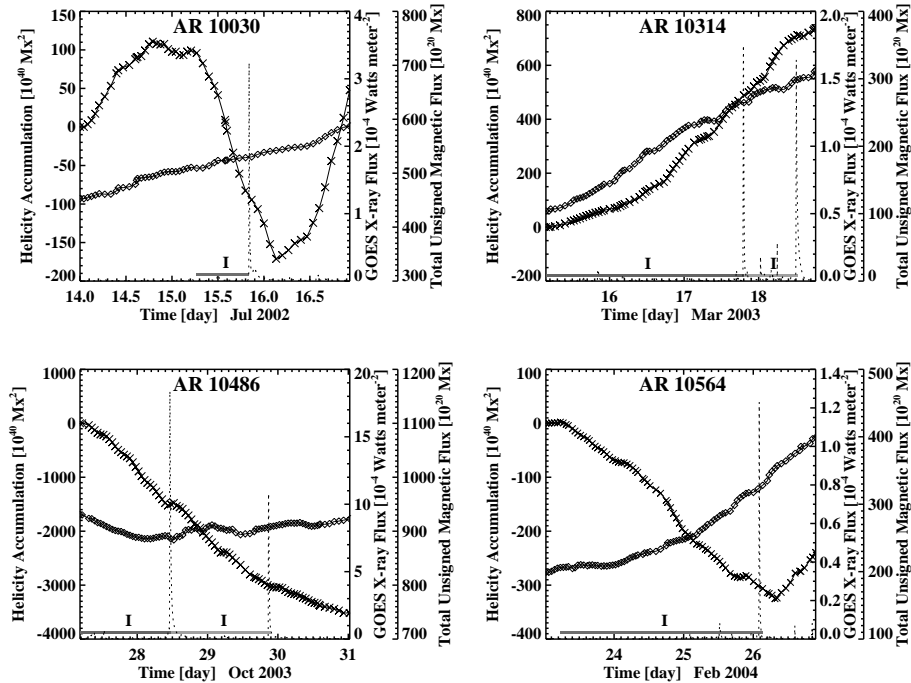 AR 10030
Helicity Accumulation [10^40 Mx^2]
150
100
50
0
-50
-100
-150
-200
14.0 14.5 15.0 15.5 16.0 16.5
Time [day] Jul 2002
I
4
3
2
1
0
GOES X-ray Flux [10^-4 Watts meter^-2]
800
700
600
500
400
300
Total Unsigned Magnetic Flux [10^20 Mx]
AR 10314
Helicity Accumulation [10^40 Mx^2]
800
600
400
200
0
-200
16 17 18
Time [day] Mar 2003
I I
2.0
1.5
1.0
0.5
0.0
GOES X-ray Flux [10^-4 Watts meter^-2]
400
300
200
100
0
Total Unsigned Magnetic Flux [10^20 Mx]
AR 10486
Helicity Accumulation [10^40 Mx^2]
1000
0
-1000
-2000
-3000
-4000
28 29 30 31
Time [day] Oct 2003
I I
20
15
10
5
0
GOES X-ray Flux [10^-4 Watts meter^-2]
1200
1100
1000
900
800
700
Total Unsigned Magnetic Flux [10^20 Mx]
AR 10564
Helicity Accumulation [10^40 Mx^2]
100
0
-100
-200
-300
-400
24 25 26
Time [day] Feb 2004
I
1.4
1.2
1.0
0.8
0.6
0.4
0.2
0.0
GOES X-ray Flux [10^-4 Watts meter^-2]
500
400
300
200
100
Total Unsigned Magnetic Flux [10^20 Mx]